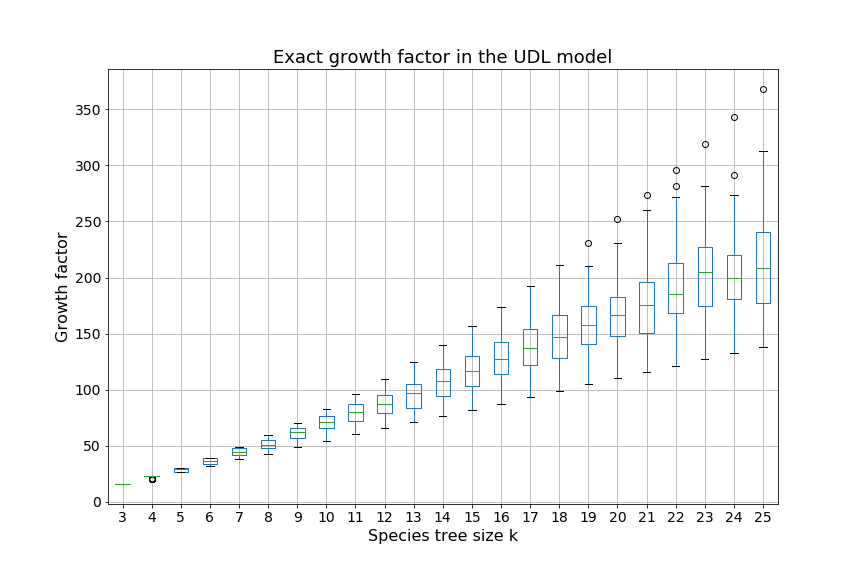 Exact growth factor in the UDL model
Growth factor
350
300
250
200
150
100
50
0
3 4 5 6 7 8 9 10 11 12 13 14 15 16 17 18 19 20 21 22 23 24 25
Species tree size k